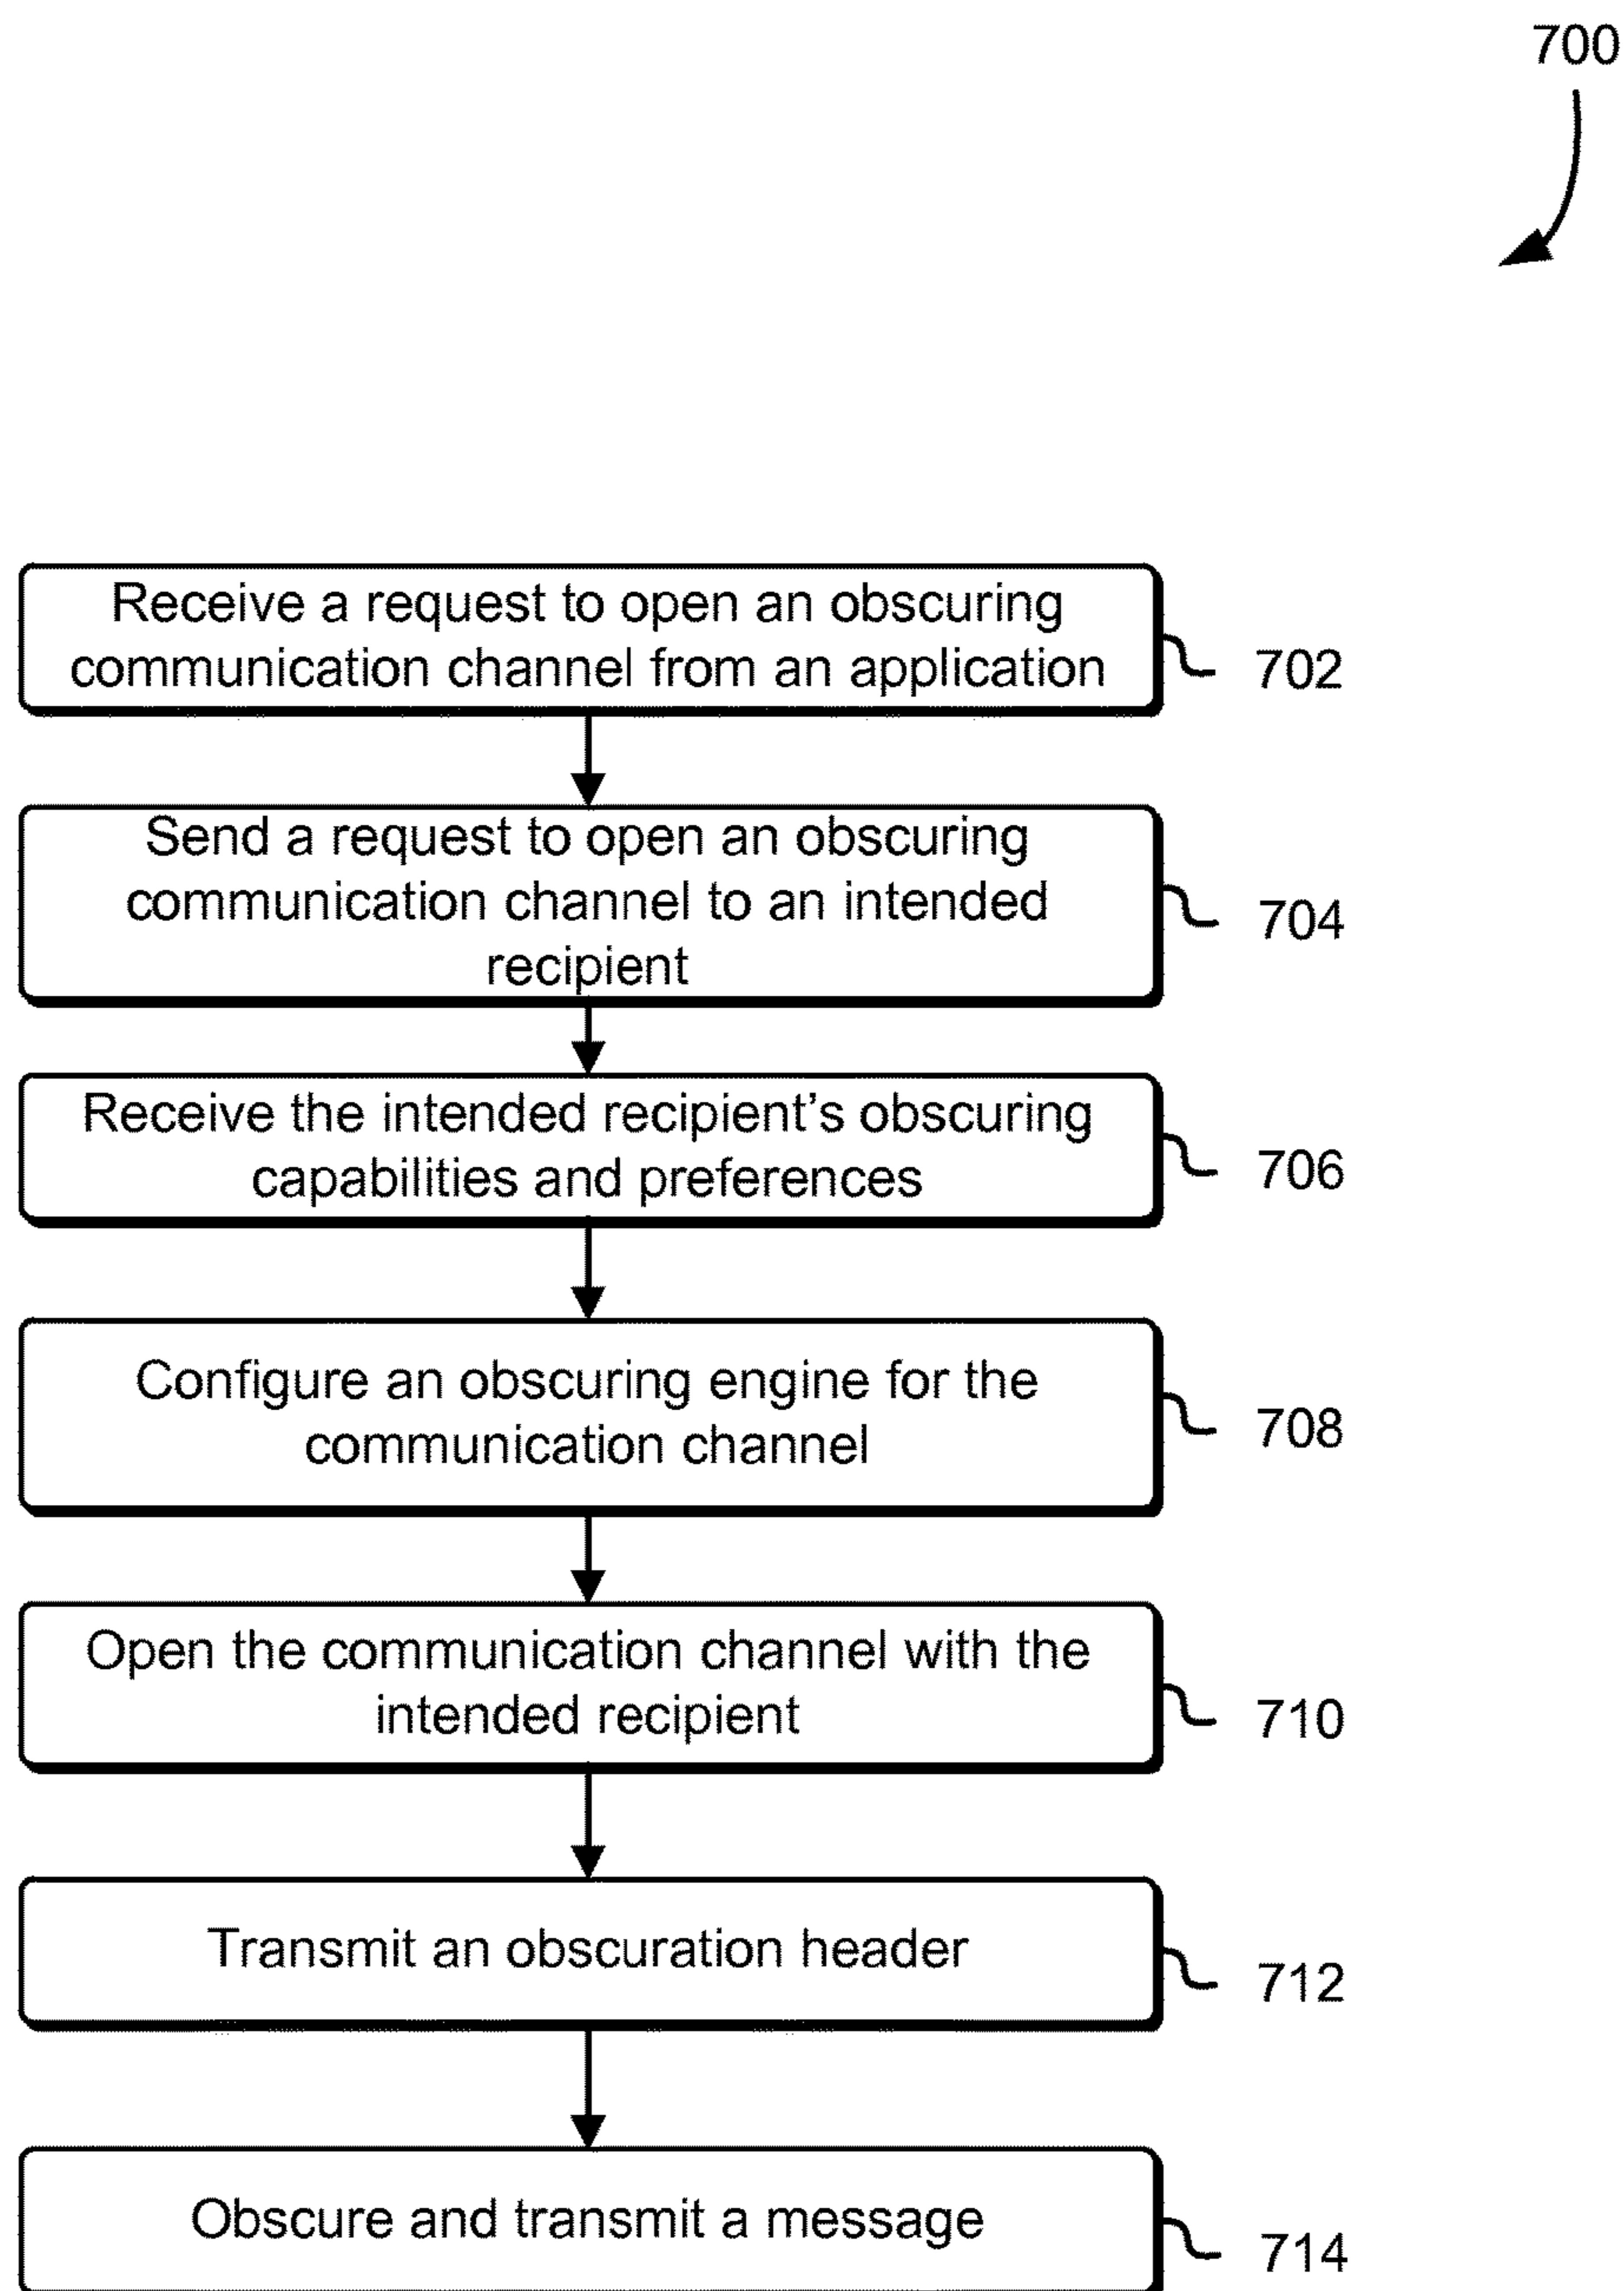 700
Receive a request to open an obscuring
communication channel from an application
702
Send a request to open an obscuring
communication channel to an intended
recipient
704
Receive the intended recipient’s obscuring
capabilities and preferences
706
Configure an obscuring engine for the
communication channel
708
Open the communication channel with the
intended recipient
710
Transmit an obscuration header
712
Obscure and transmit a message
714